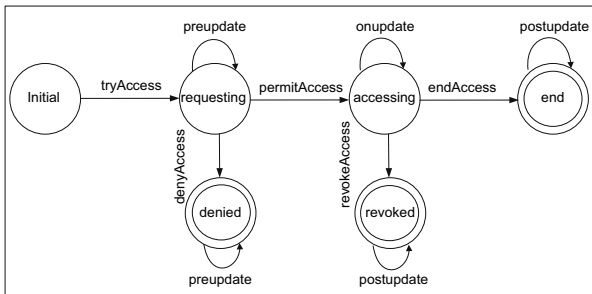 preupdate
onupdate
postupdate
Initial
tryAccess
requesting
permitAccess
accessing
endAccess
end
denyAccess
revokeAccess
denied
revoked
preupdate
postupdate